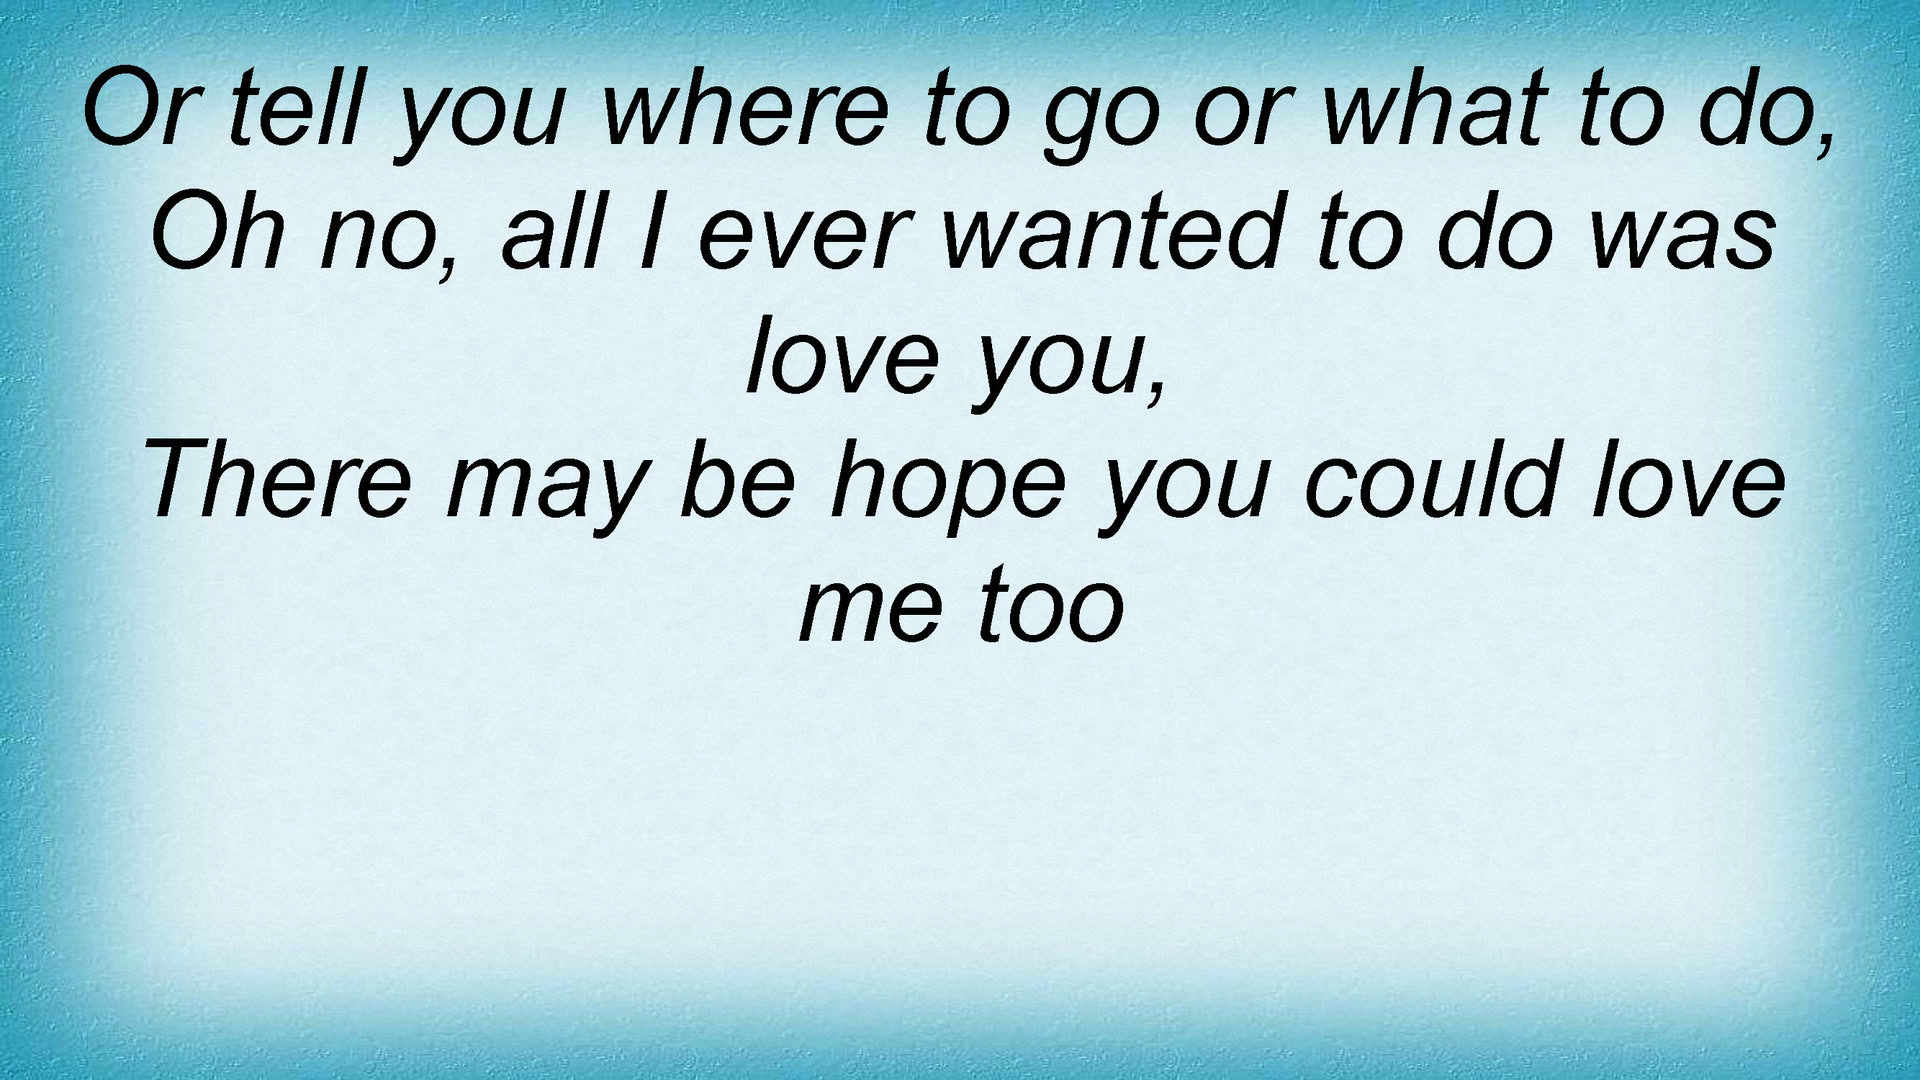 Or tell you where to go or what to do,
Oh no, all I ever wanted to do was
love you,
There may be hope you could love
me too